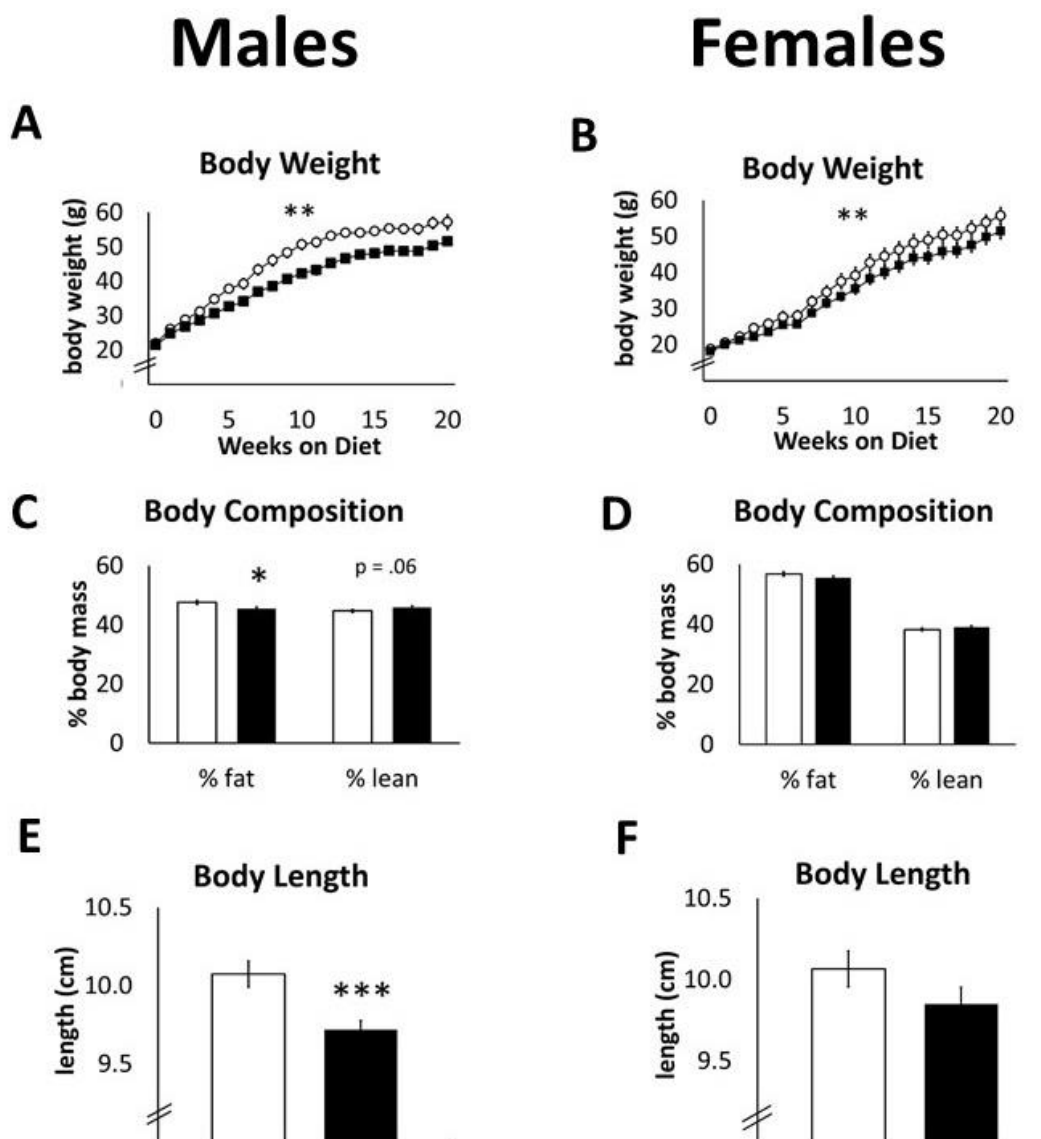 Males
Females
A
Body Weight
**
body weight (g)
60
50
40
30
20
0 5 10 15 20
Weeks on Diet
B
Body Weight
**
body weight (g)
60
50
40
30
20
0 5 10 15 20
Weeks on Diet
C
Body Composition
% body mass
60
40
20
0
*
p = .06
% fat % lean
D
Body Composition
% body mass
60
40
20
0
% fat % lean
E
Body Length
length (cm)
10.5
10.0
9.5
***
F
Body Length
length (cm)
10.5
10.0
9.5